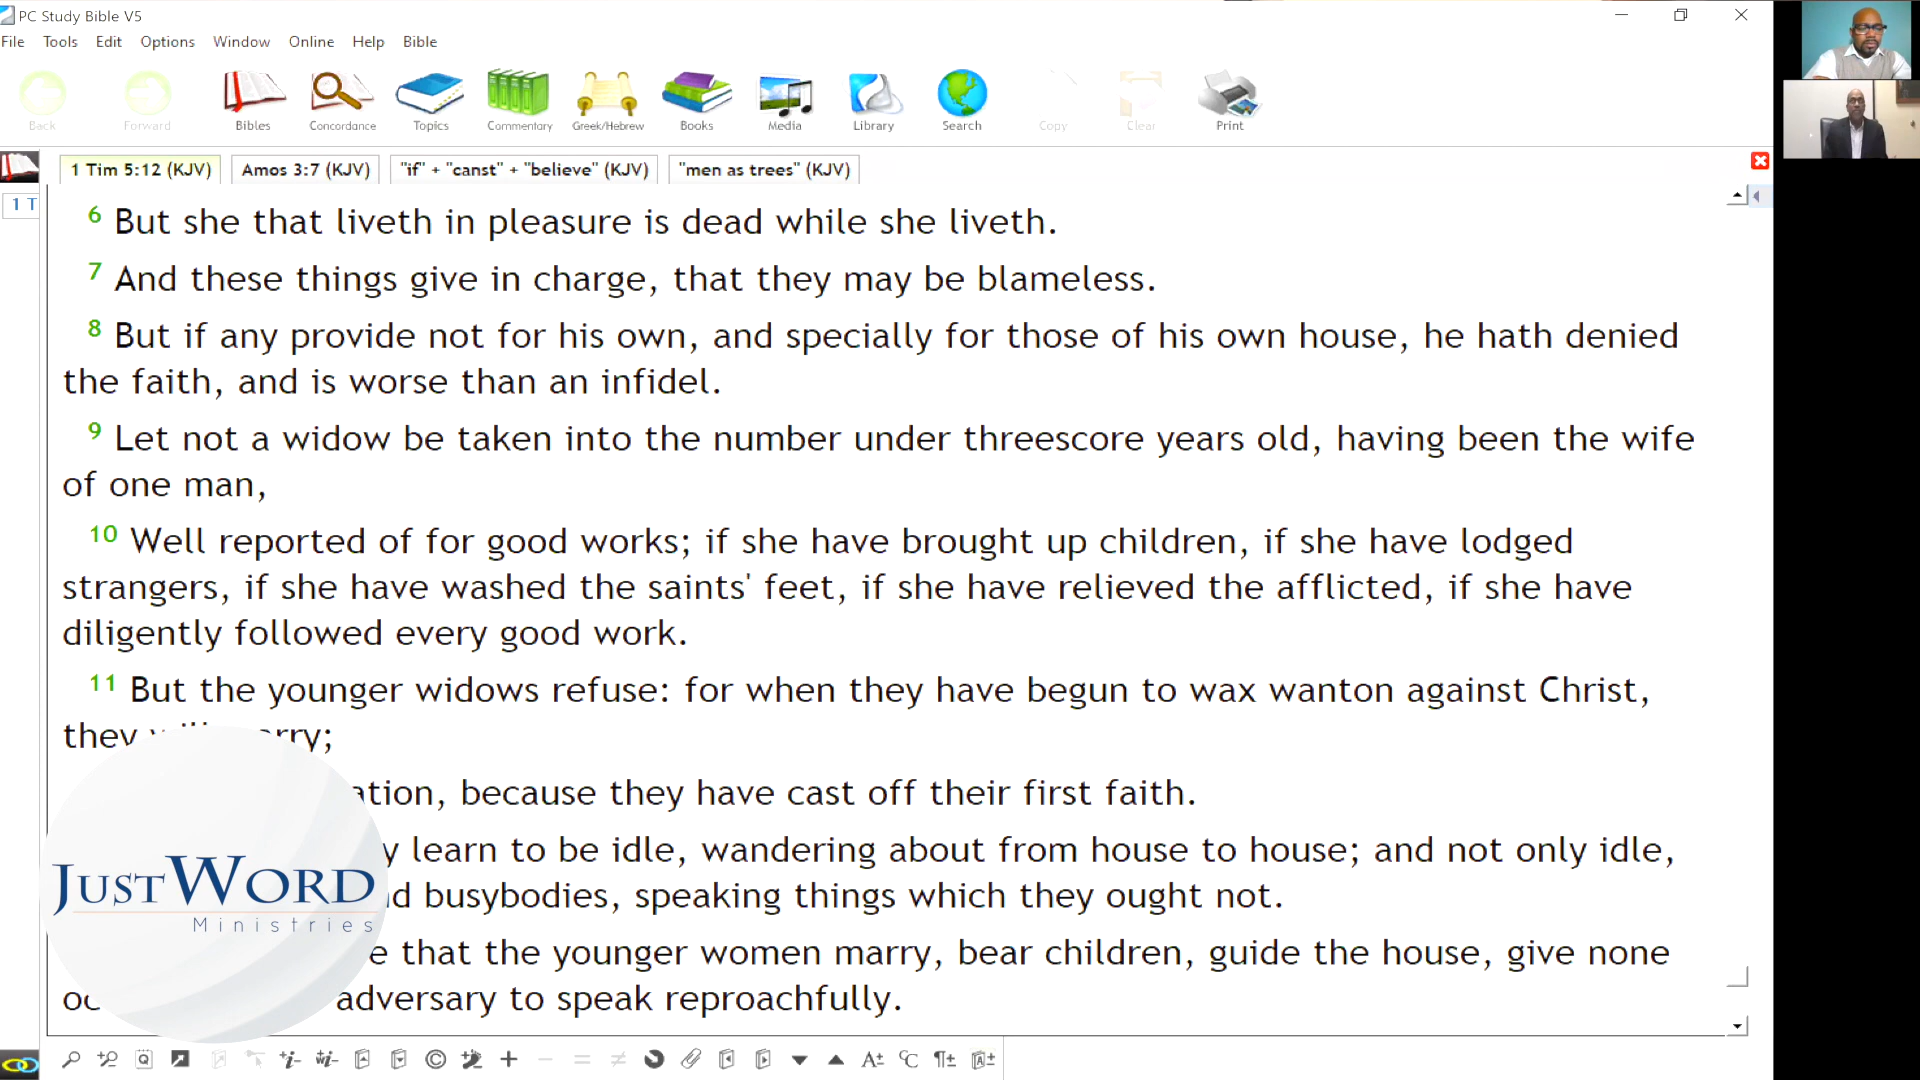 PC Study Bible V5
File Tools Edit Options Window Online Help Bible
Back Forward Bibles Concordance Topics Commentary Greek/Hebrew Books Media Library Search Copy Clear Print
1 Tim 5:12 (KJV) Amos 3:7 (KJV) "if" + "canst" + "believe" (KJV) "men as trees" (KJV)
1 T
6 But she that liveth in pleasure is dead while she liveth.
7 And these things give in charge, that they may be blameless.
8 But if any provide not for his own, and specially for those of his own house, he hath denied
the faith, and is worse than an infidel.
9 Let not a widow be taken into the number under threescore years old, having been the wife
of one man,
10 Well reported of for good works; if she have brought up children, if she have lodged
strangers, if she have washed the saints' feet, if she have relieved the afflicted, if she have
diligently followed every good work.
11 But the younger widows refuse: for when they have begun to wax wanton against Christ,
they
because they have cast off their first faith.
learn to be idle, wandering about from house to house; and not only idle,
busybodies, speaking things which they ought not.
that the younger women marry, bear children, guide the house, give none
adversary to speak reproachfully.
JUSTWORD
Ministries